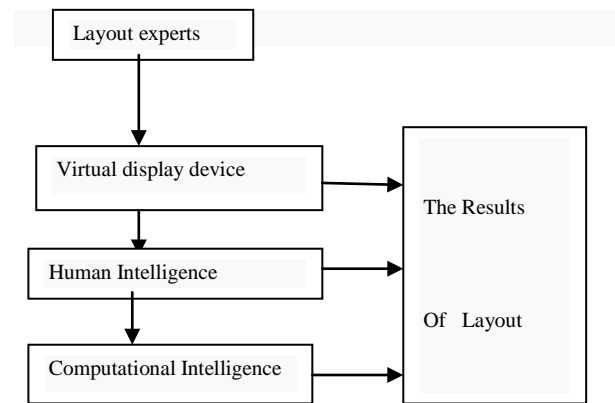 Layout experts
Virtual display device
Human Intelligence
Computational Intelligence
The Results
Of Layout